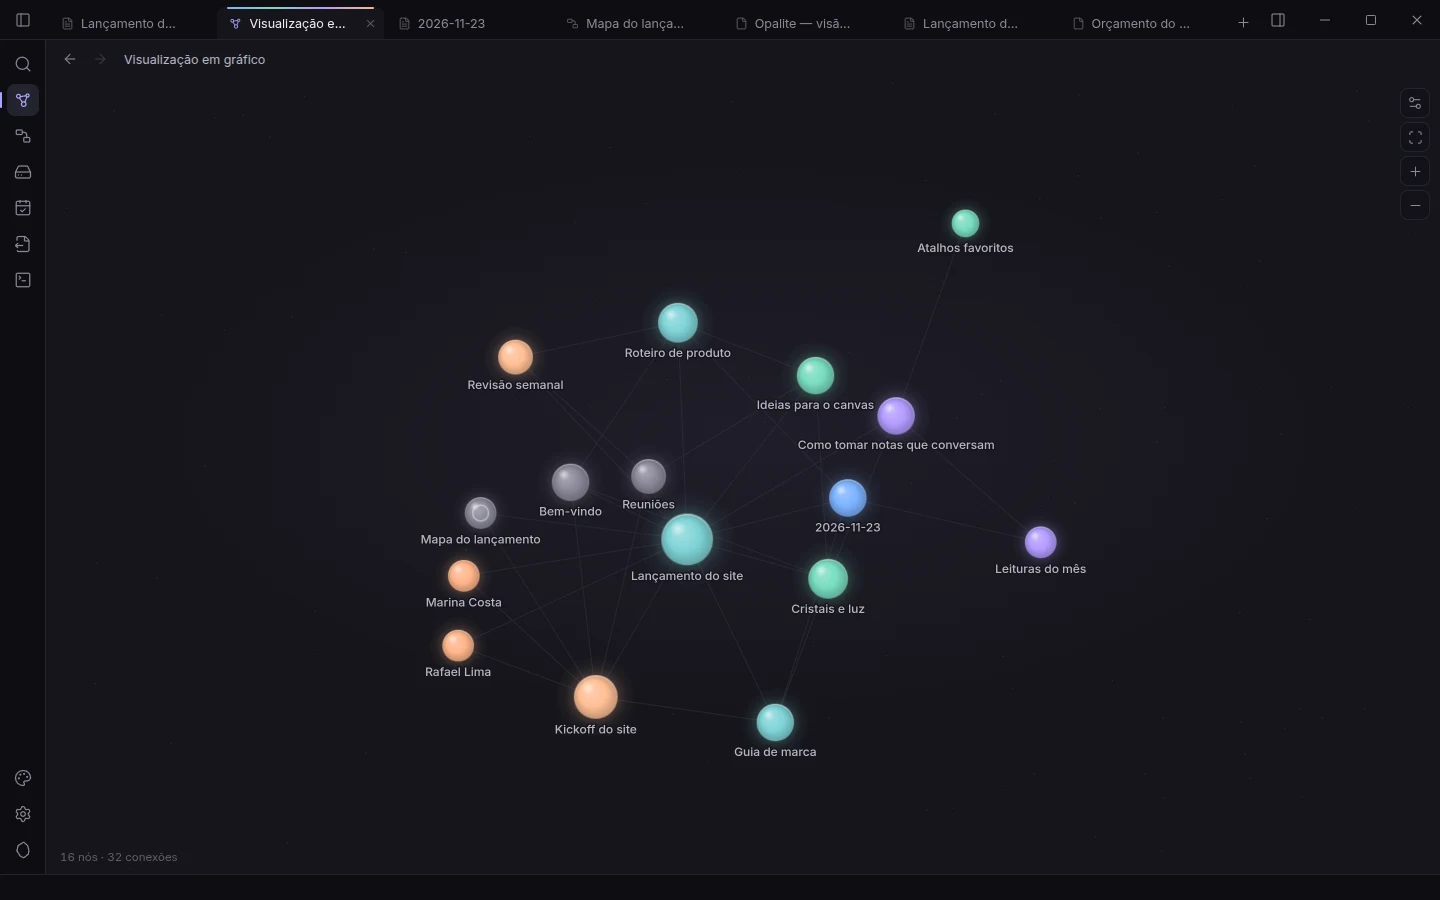 Lançamento d...
Visualização e...
2026-11-23
Mapa do lança...
Opalite — visã...
Lançamento d...
Orçamento do ...
Visualização em gráfico
Atalhos favoritos
Roteiro de produto
Revisão semanal
Ideias para o canvas
Como tomar notas que conversam
Bem-vindo
Reuniões
2026-11-23
Mapa do lançamento
Lançamento do site
Leituras do mês
Marina Costa
Cristais e luz
Rafael Lima
Kickoff do site
Guia de marca
16 nós · 32 conexões